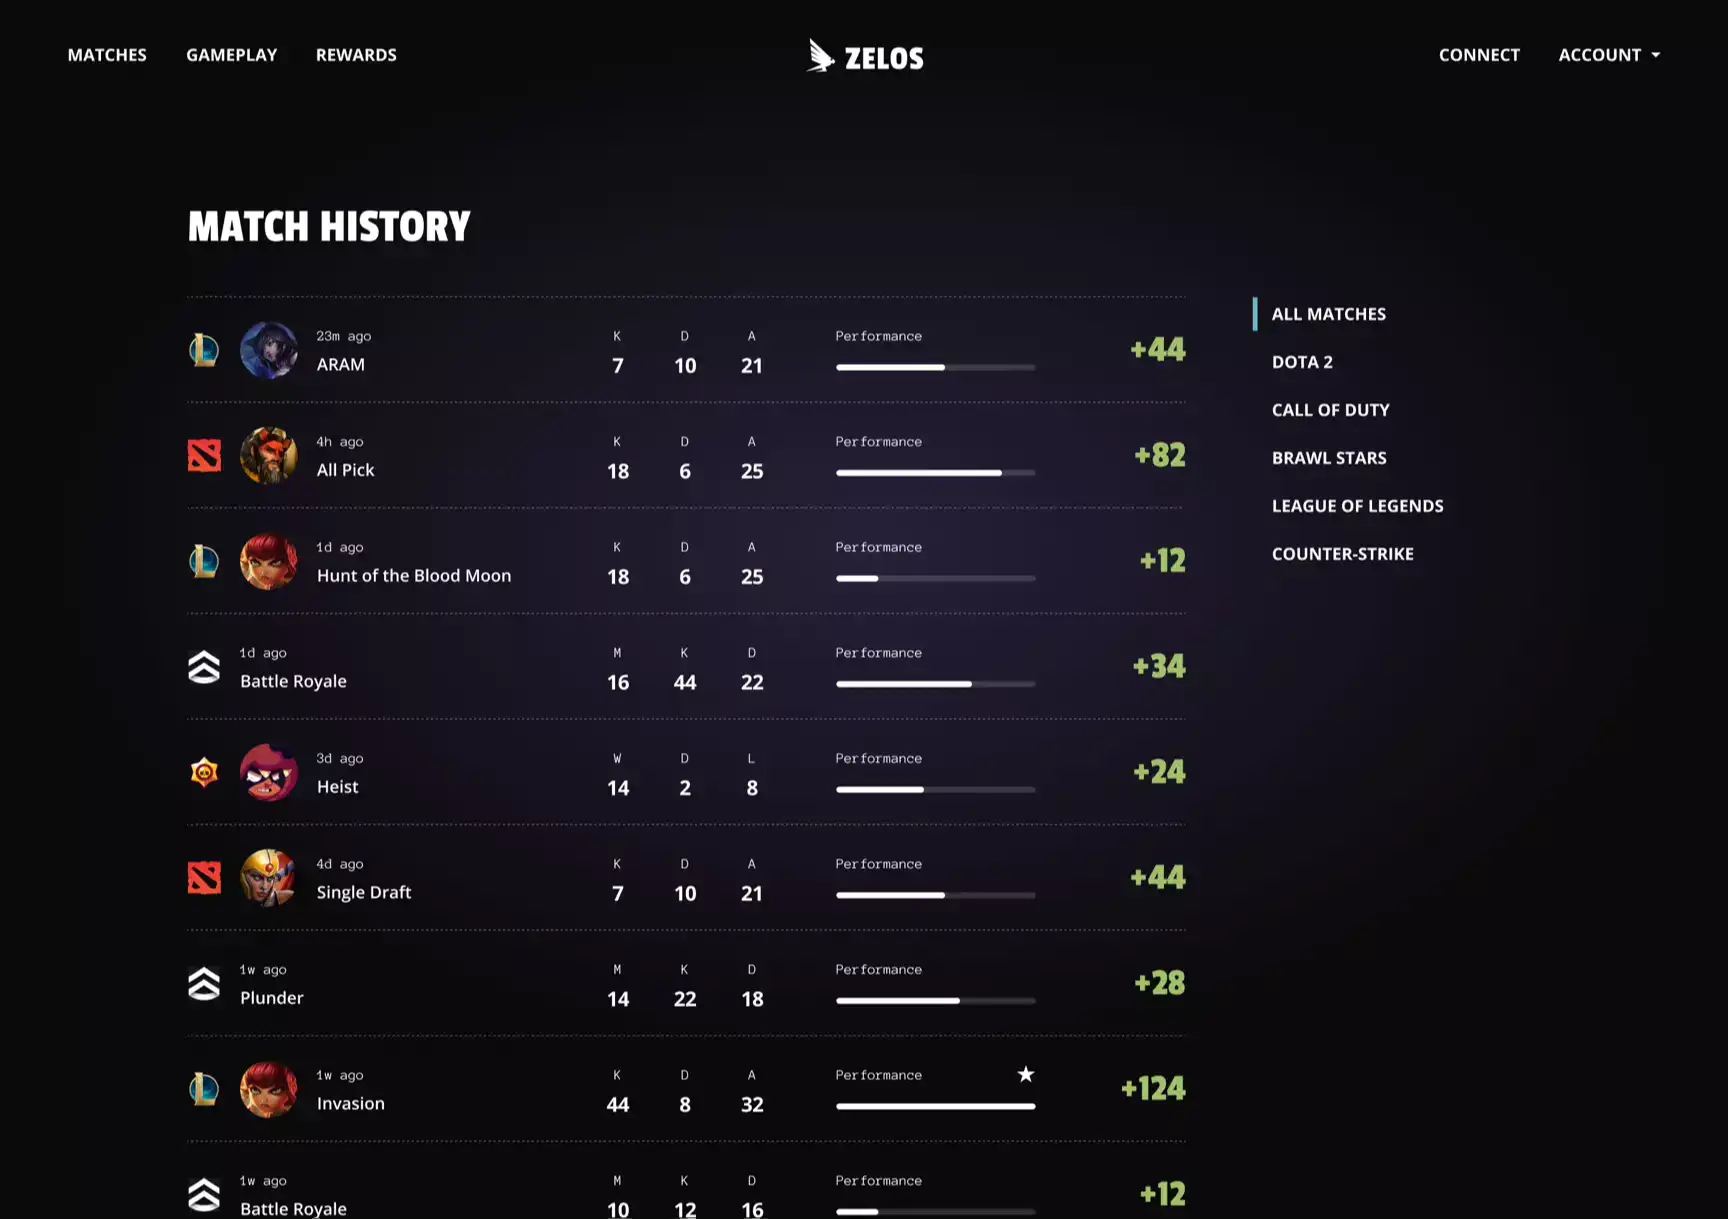 MATCHES GAMEPLAY REWARDS ZELOS CONNECT ACCOUNT
MATCH HISTORY
ALL MATCHES
DOTA 2
CALL OF DUTY
BRAWL STARS
LEAGUE OF LEGENDS
COUNTER-STRIKE
23m ago K D A Performance
ARAM 7 10 21 +44
4h ago K D A Performance
All Pick 18 6 25 +82
1d ago K D A Performance
Hunt of the Blood Moon 18 6 25 +12
1d ago M K D Performance
Battle Royale 16 44 22 +34
3d ago W D L Performance
Heist 14 2 8 +24
4d ago K D A Performance
Single Draft 7 10 21 +44
1w ago M K D Performance
Plunder 14 22 18 +28
1w ago K D A Performance
Invasion 44 8 32 +124
1w ago M K D Performance
Battle Royale 10 12 16 +12